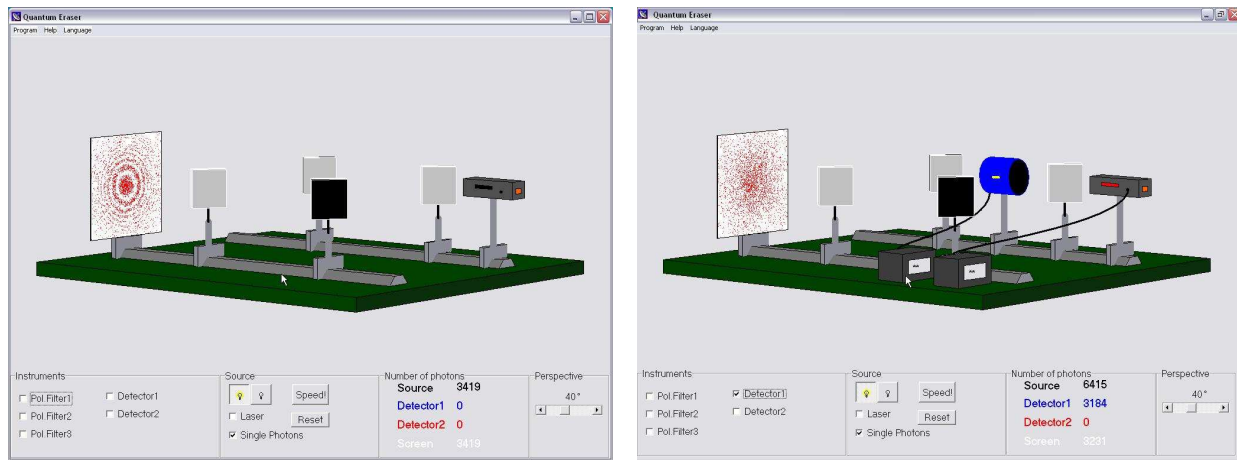 Quantum Eraser
Program Help Language
Instruments
Pol.Filter1
Detector1
Pol.Filter2
Detector2
Pol.Filter3
Source
Speed!
Laser
Reset
Single Photons
Number of photons
Source 3419
Detector1 0
Detector2 0
Screen 3419
Perspective
40°
Quantum Eraser
Program Help Language
Instruments
Pol.Filter1
Detector1
Pol.Filter2
Detector2
Pol.Filter3
Source
Speed!
Laser
Reset
Single Photons
Number of photons
Source 6415
Detector1 3184
Detector2 0
Screen 3231
Perspective
40°